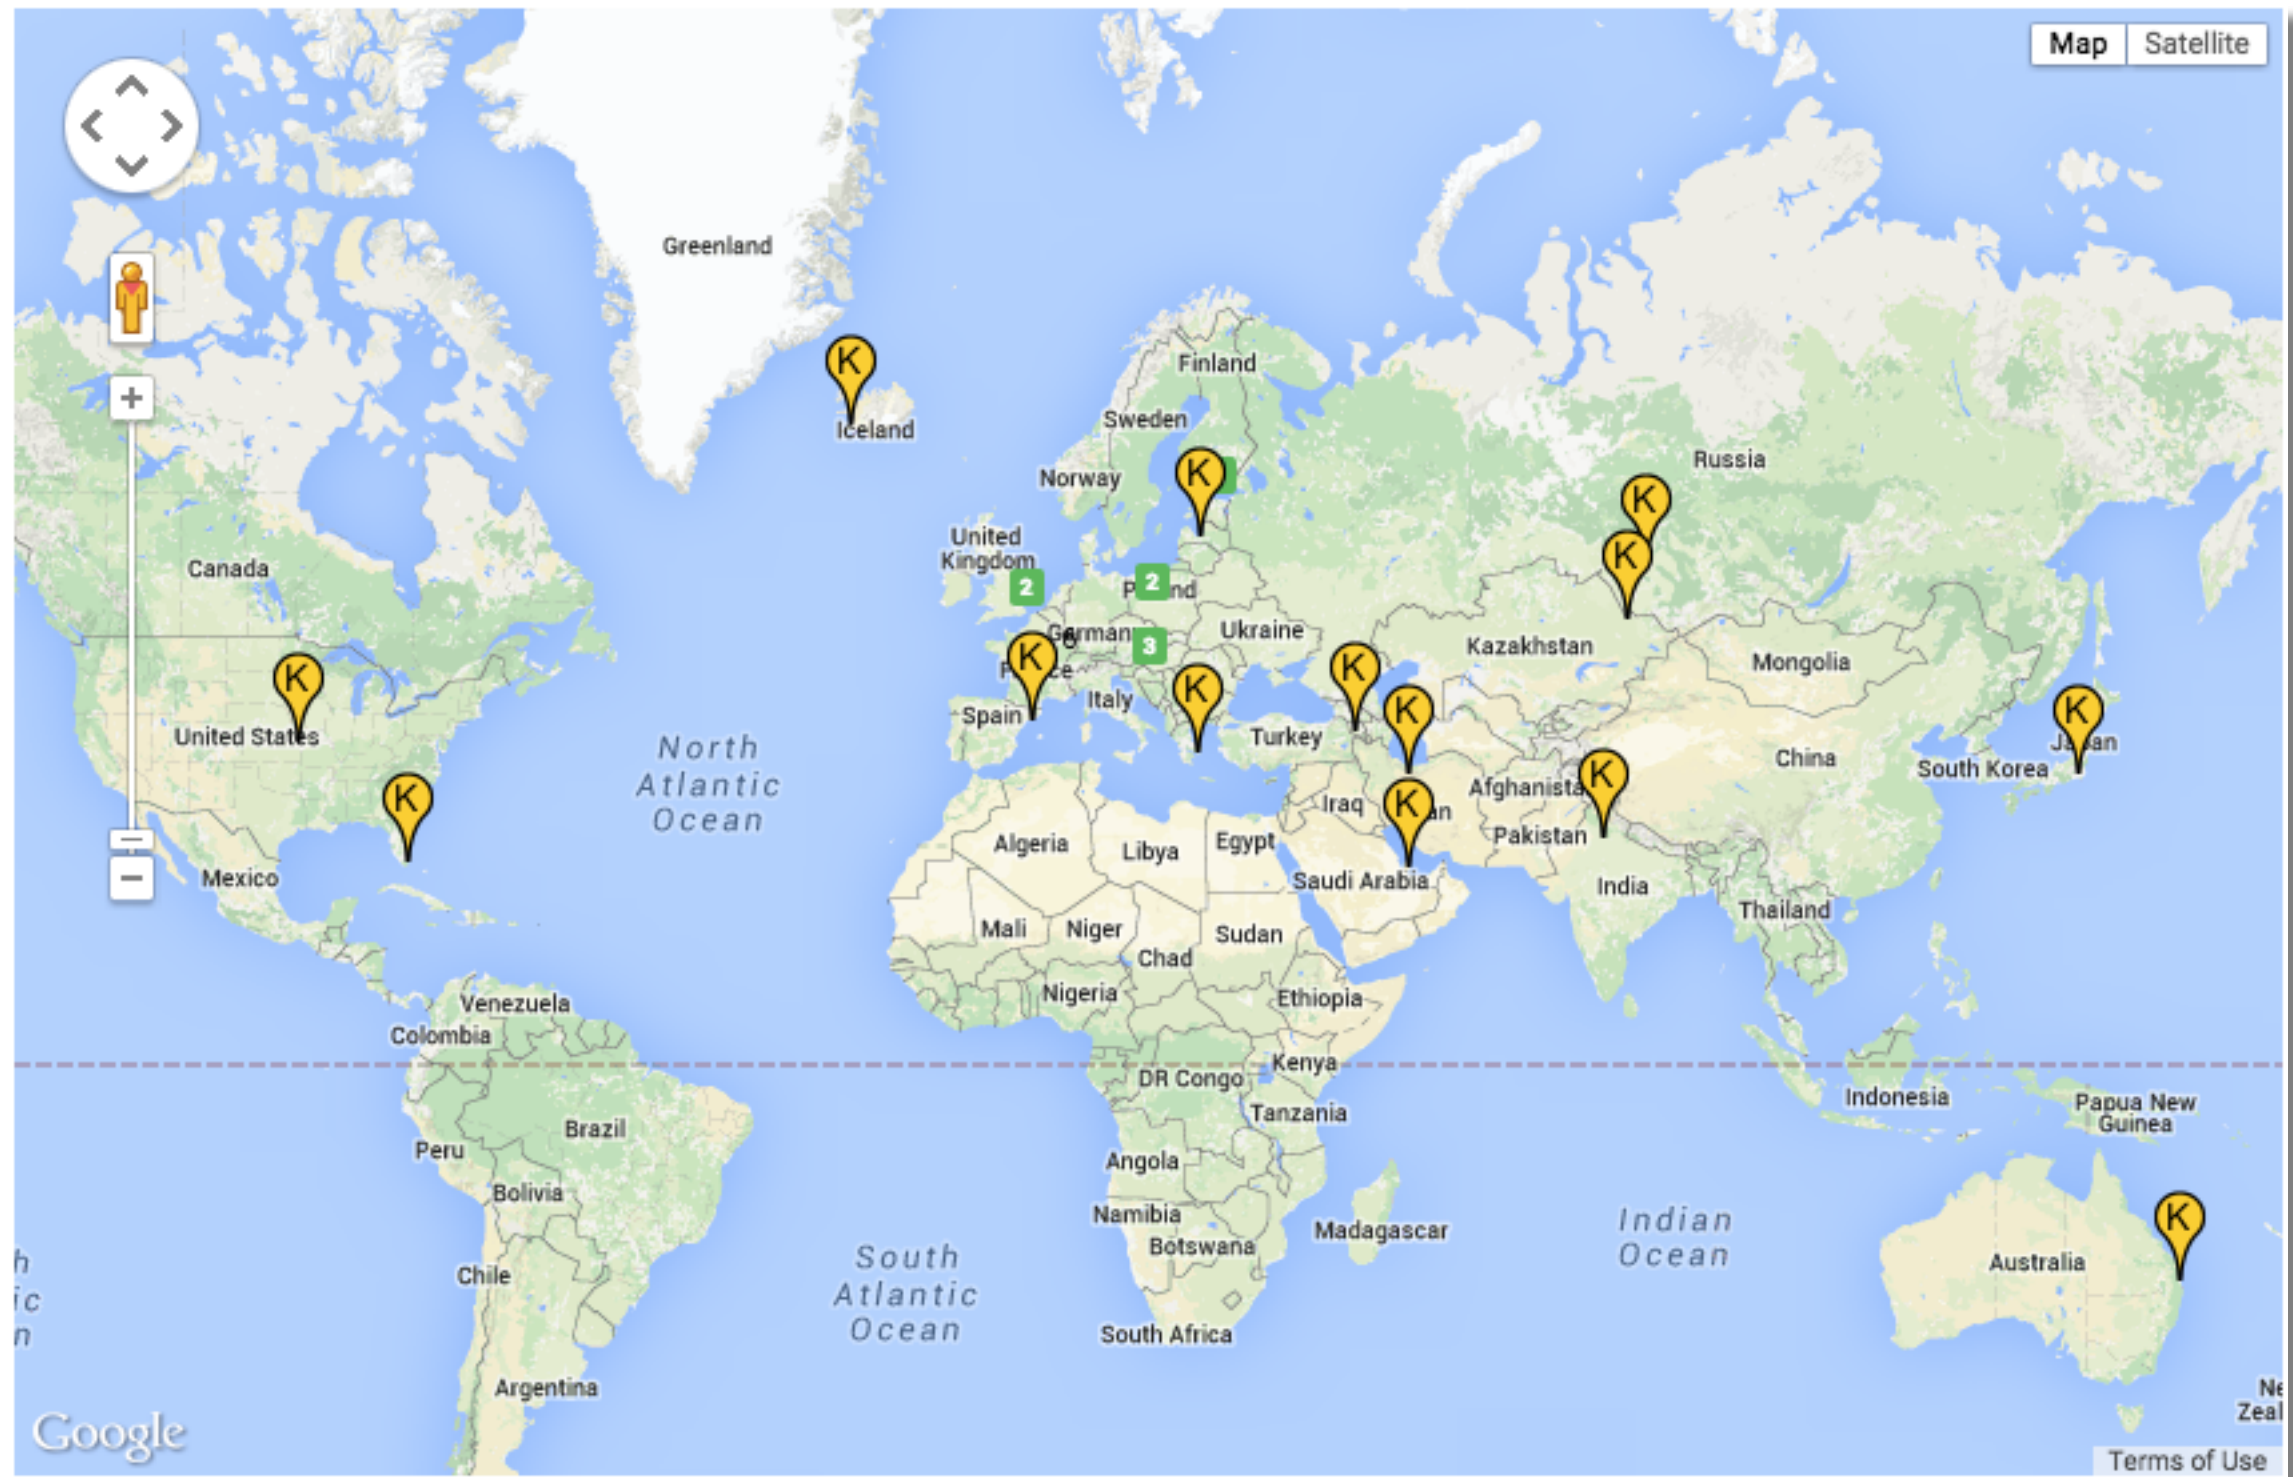 Map
Satellite
Greenland
Finland
K
Iceland
Sweden
Norway
K
Russia
K
United
Kingdom
K
Canada
2
2
Ukraine
3
Kazakhstan
Mongolia
K
K
K
K
Italy
Spain
K
K
K
United States
Turkey
China
South Korea
North
Atlantic
Ocean
K
K
K
Iraq
Pakistan
Algeria
Libya
Egypt
Mexico
Saudi Arabia
India
Thailand
Mali
Niger
Sudan
Chad
Nigeria
Ethiopia
Venezuela
Colombia
Kenya
DR Congo
Indonesia
Papua New
Guinea
Tanzania
Brazil
Peru
Angola
Bolivia
Namibia
Madagascar
Indian
Ocean
K
Botswana
South
Atlantic
Ocean
Australia
Chile
South Africa
Argentina
Google
Terms of Use